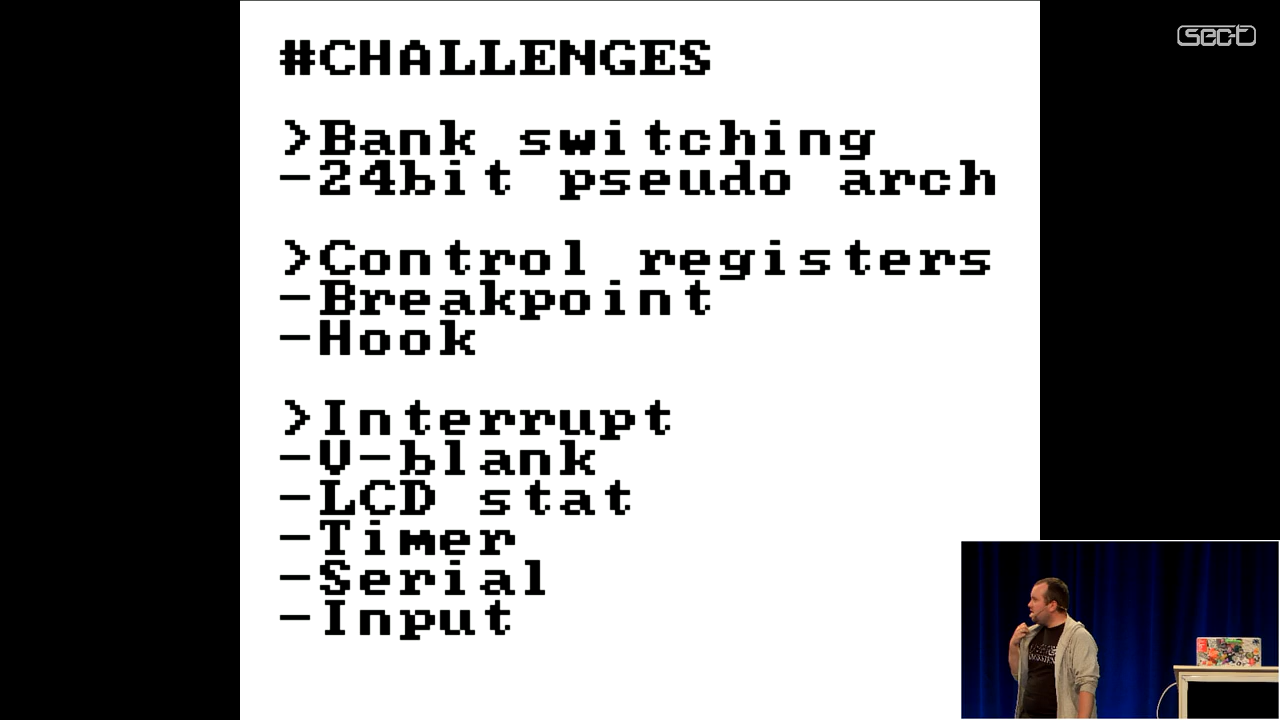 #CHALLENGES
>Bank switching
-24bit pseudo arch
>Control registers
-Breakpoint
-Hook
>Interrupt
-V-blank
-LCD stat
-Timer
-Serial
-Input
sec-t